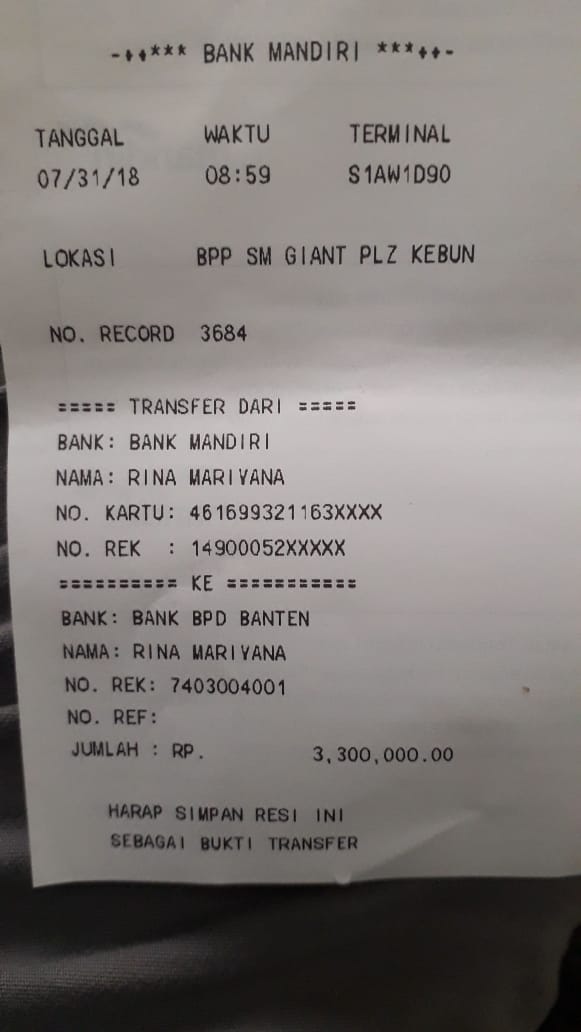 -++*** BANK MANDIRI ***++-
TANGGAL WAKTU TERMINAL
07/31/18 08:59 S1AW1D90
LOKASI BPP SM GIANT PLZ KEBUN
NO. RECORD 3684
===== TRANSFER DARI =====
BANK: BANK MANDIRI
NAMA: RINA MARIYANA
NO. KARTU: 461699321163XXXX
NO. REK : 14900052XXXXX
========== KE ===========
BANK: BANK BPD BANTEN
NAMA: RINA MARIYANA
NO. REK: 7403004001
NO. REF:
JUMLAH : RP. 3,300,000.00
HARAP SIMPAN RESI INI
SEBAGAI BUKTI TRANSFER